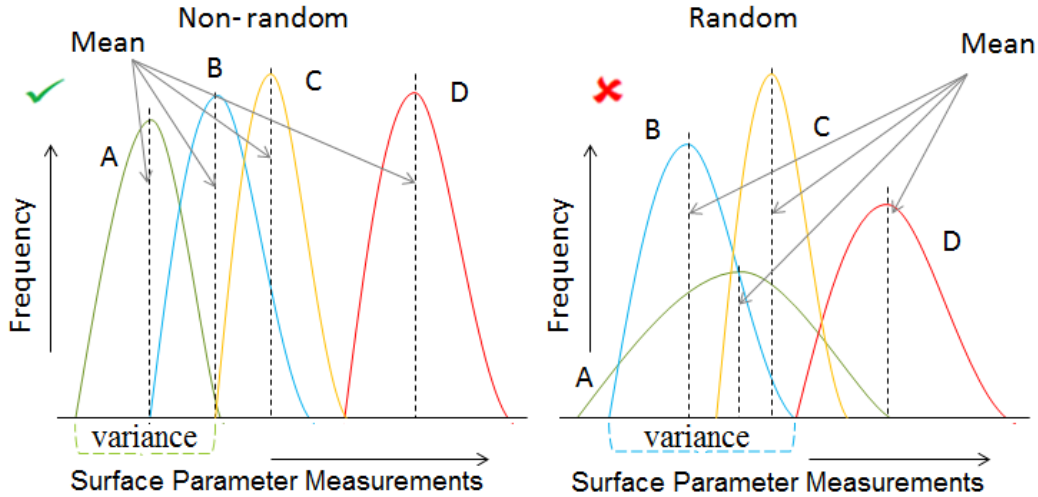 Non- random
Mean
A
B
C
D
Frequency
variance
Surface Parameter Measurements
Random
Mean
B
C
A
D
Frequency
variance
Surface Parameter Measurements